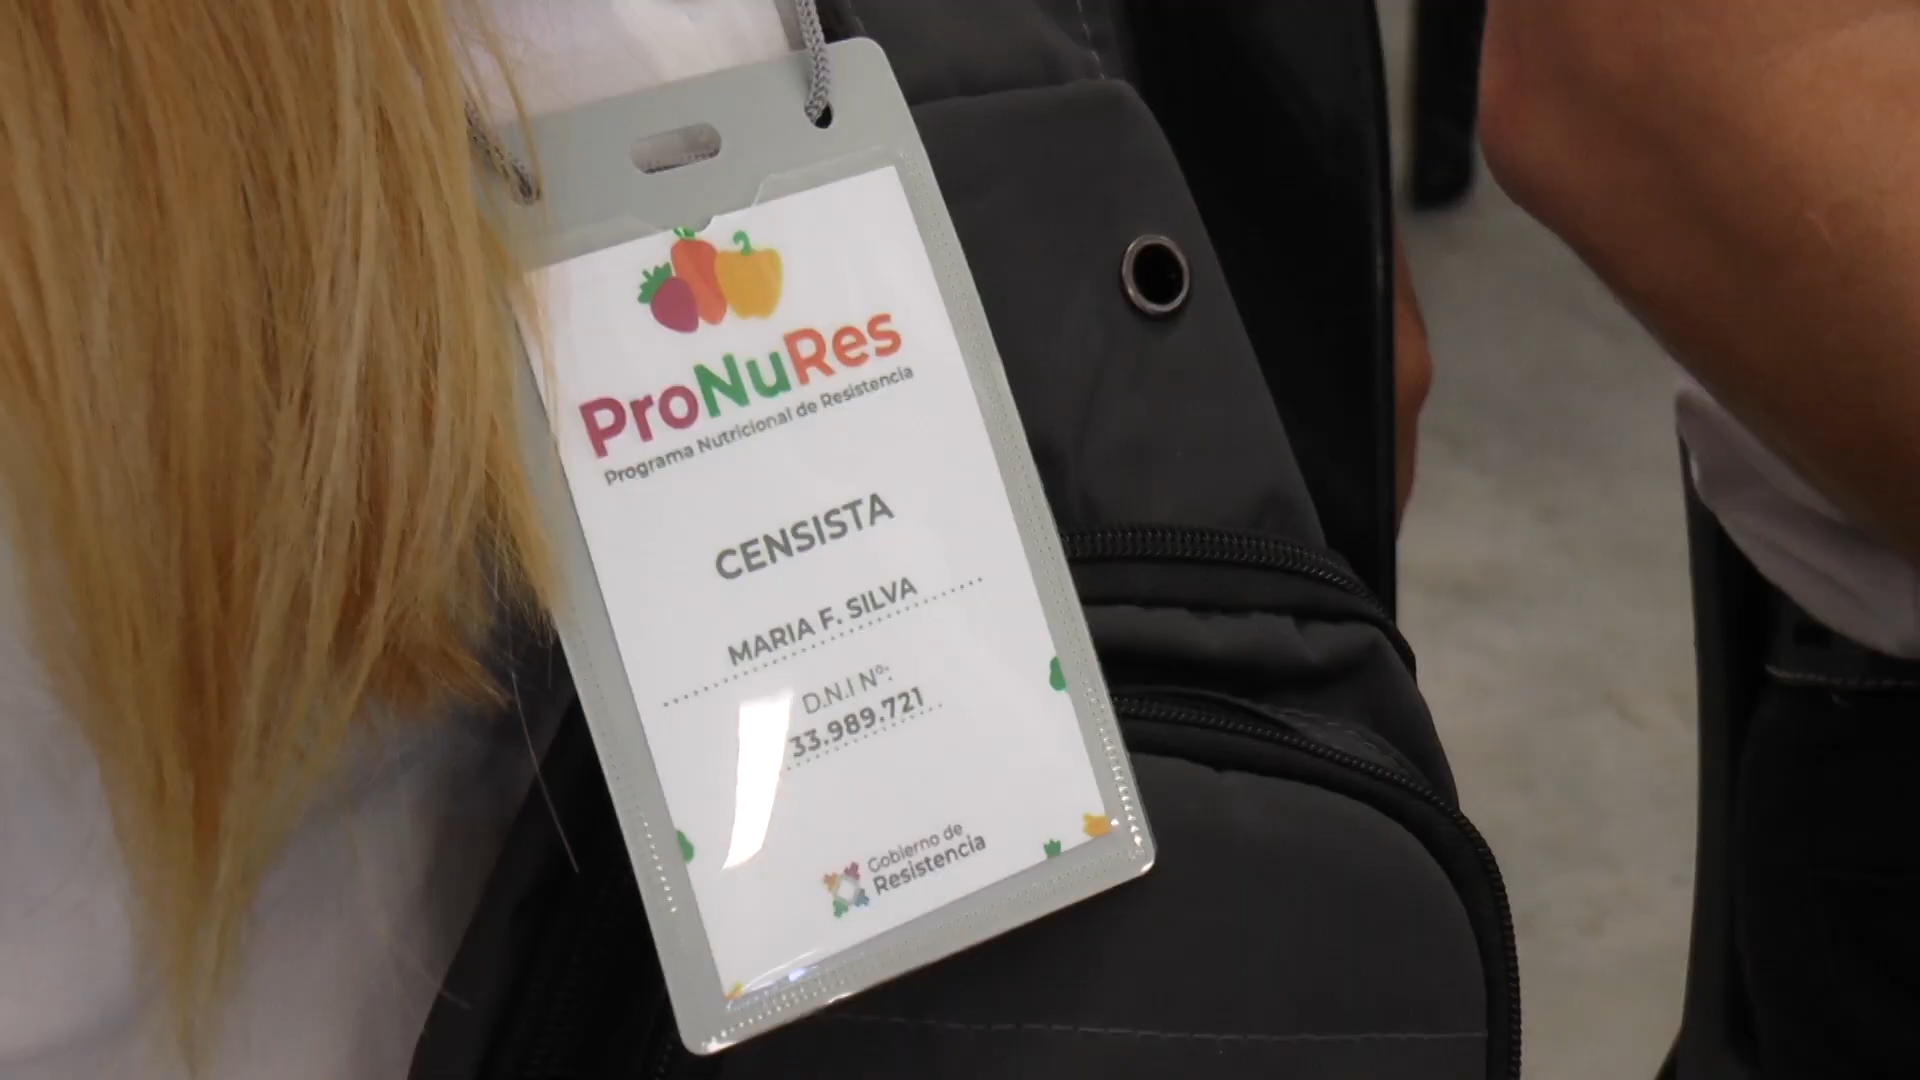 ProNuRes
Programa Nutricional de Resistencia
CENSISTA
MARIA F. SILVA
D.N.I Nº:
33.989.721
Gobierno de
Resistencia